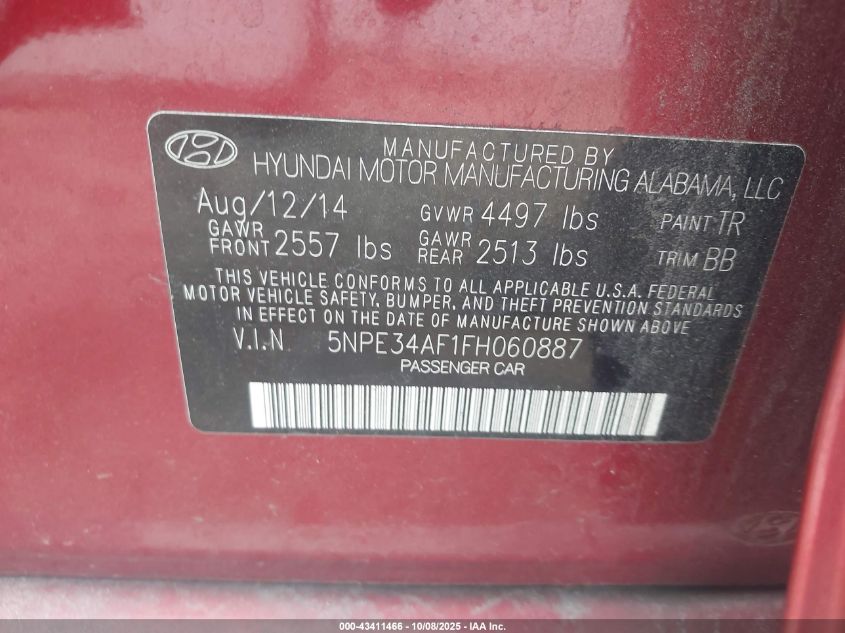 MANUFACTURED BY
HYUNDAI MOTOR MANUFACTURING ALABAMA, LLC
Aug/12/14 GVWR 4497 lbs PAINT TR
GAWR FRONT 2557 lbs GAWR REAR 2513 lbs TRIM BB
THIS VEHICLE CONFORMS TO ALL APPLICABLE U.S.A. FEDERAL
MOTOR VEHICLE SAFETY, BUMPER, AND THEFT PREVENTION STANDARDS
IN EFFECT ON THE DATE OF MANUFACTURE SHOWN ABOVE
V.I.N 5NPE34AF1FH060887
PASSENGER CAR
000-43411466 - 10/08/2025 - IAA Inc.